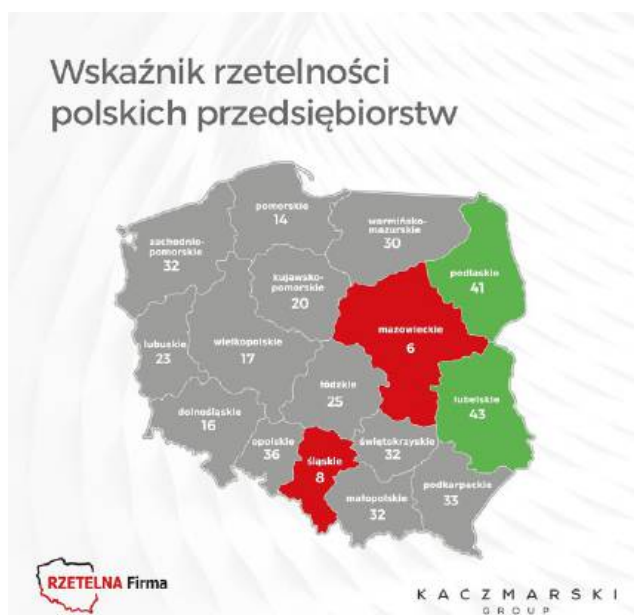 Wskaźnik rzetelności
polskich przedsiębiorstw
pomorskie
14
warmińsko-
mazurskie
30
zachodnio-
pomorskie
32
podlaskie
41
kujawsko-
pomorskie
20
mazowieckie
6
lubuskie
23
wielkopolskie
17
łódzkie
25
lubelskie
43
dolnośląskie
16
opolskie
36
śląskie
8
świętokrzyskie
32
małopolskie
32
podkarpackie
33
RZETELNA Firma
KACZMARSKI
GROUP